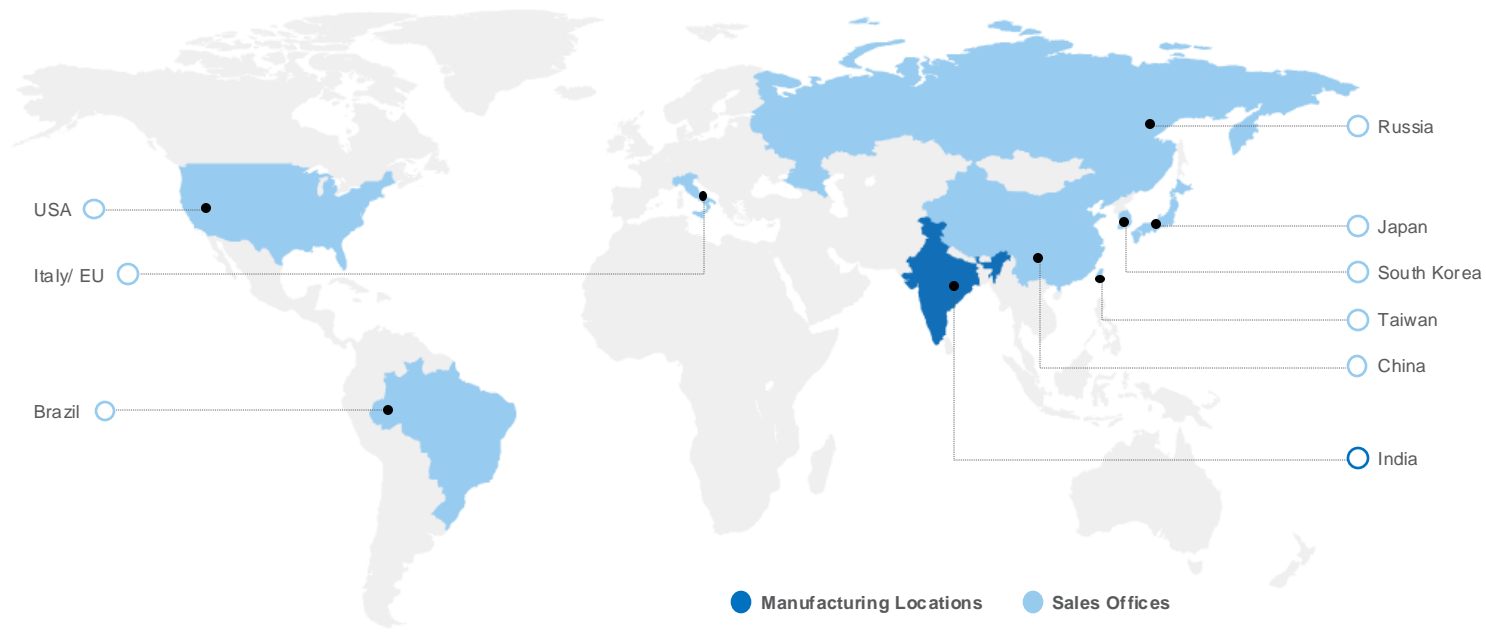 USA
Italy/ EU
Brazil
Russia
Japan
South Korea
Taiwan
China
India
Manufacturing Locations
Sales Offices